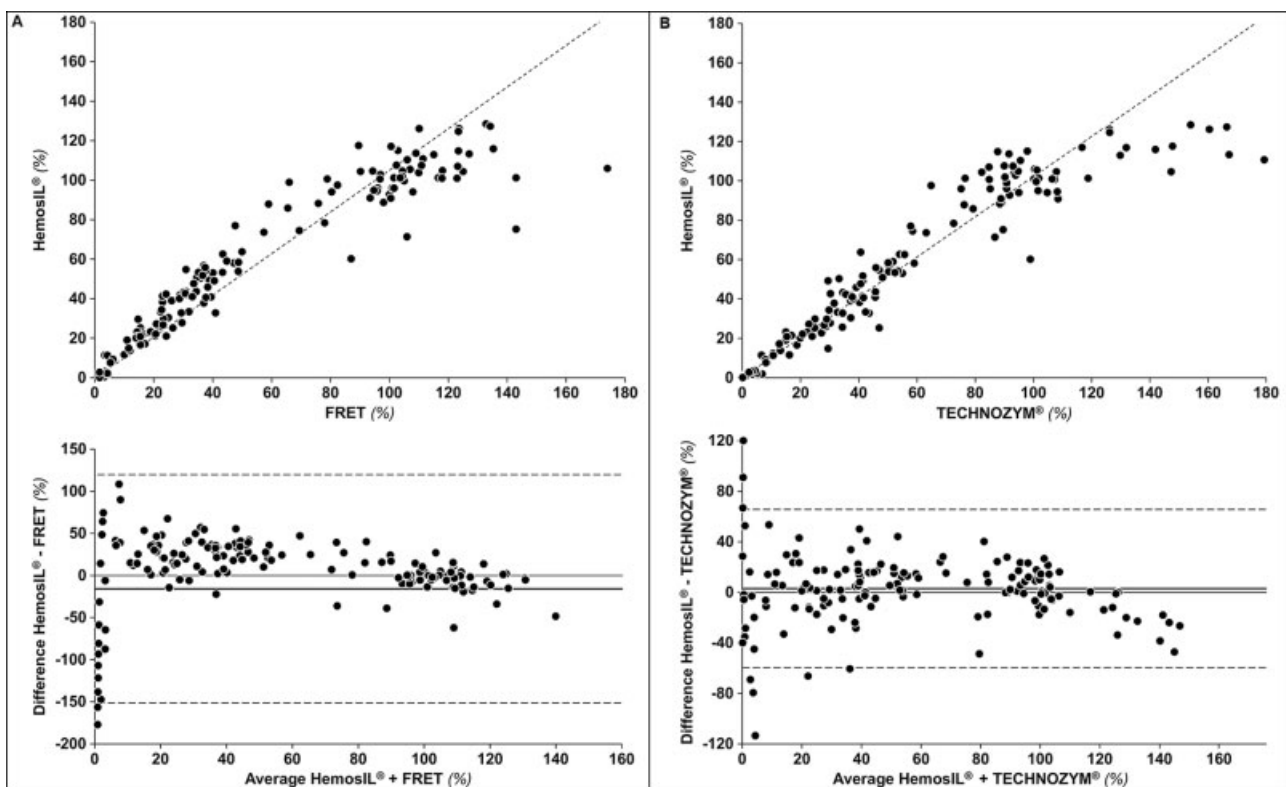 A
180
160
140
120
100
80
60
40
20
0
HemosIL® (%)
0 20 40 60 80 100 120 140 160 180
FRET (%)
B
180
160
140
120
100
80
60
40
20
0
HemosIL® (%)
0 20 40 60 80 100 120 140 160 180
TECHNOZYM® (%)
150
100
50
0
-50
-100
-150
-200
Difference HemosIL® - FRET (%)
0 20 40 60 80 100 120 140 160
Average HemosIL® + FRET (%)
120
80
40
0
-40
-80
-120
Difference HemosIL® - TECHNOZYM® (%)
0 20 40 60 80 100 120 140 160
Average HemosIL® + TECHNOZYM® (%)